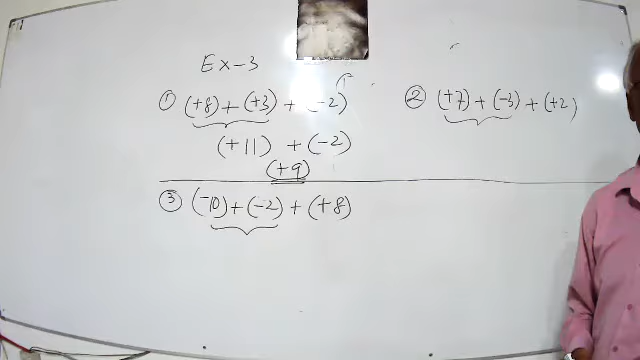 Ex-3
① (+8) + (+3) + (-2)
(+11) + (-2)
(+9)
② (+7) + (-3) + (+2)
③ (-10) + (-2) + (+8)